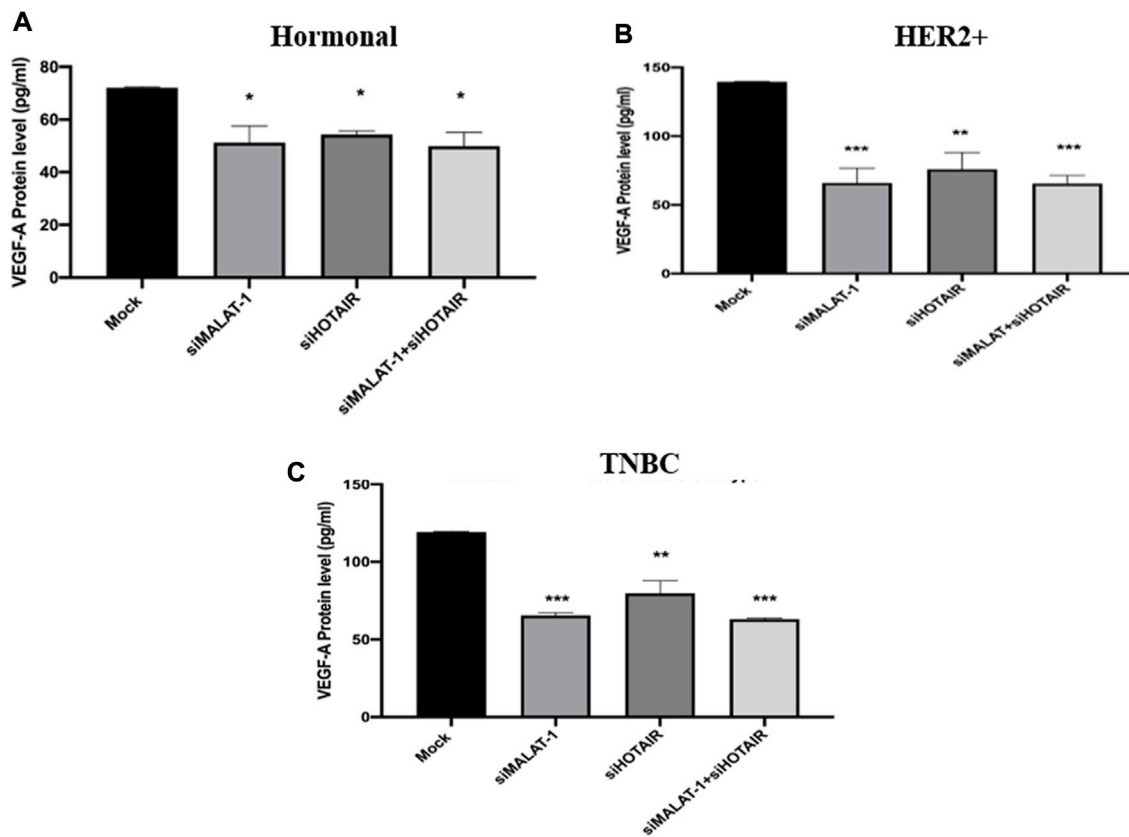 A
Hormonal
VEGF-A Protein level (pg/ml)
80
60
40
20
0
*
*
*
Mock
siMALAT-1
siHOTAIR
siMALAT-1+siHOTAIR
B
HER2+
VEGF-A Protein level (pg/ml)
150
100
50
0
***
**
***
Mock
siMALAT-1
siHOTAIR
siMALAT+siHOTAIR
C
TNBC
VEGF-A Protein level (pg/ml)
150
100
50
0
***
**
***
Mock
siMALAT-1
siHOTAIR
siMALAT-1+siHOTAIR